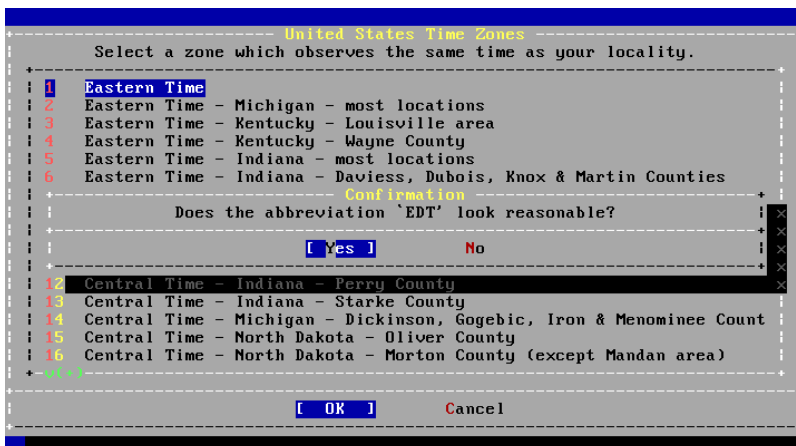 United States Time Zones
Select a zone which observes the same time as your locality.
1 Eastern Time
2 Eastern Time - Michigan - most locations
3 Eastern Time - Kentucky - Louisville area
4 Eastern Time - Kentucky - Wayne County
5 Eastern Time - Indiana - most locations
6 Eastern Time - Indiana - Daviess, Dubois, Knox & Martin Counties
Confirmation
Does the abbreviation `EDT' look reasonable?
[ Yes ] No
12 Central Time - Indiana - Perry County
13 Central Time - Indiana - Starke County
14 Central Time - Michigan - Dickinson, Gogebic, Iron & Menominee Count
15 Central Time - North Dakota - Oliver County
16 Central Time - North Dakota - Morton County (except Mandan area)
v(+)
[ OK ] Cancel